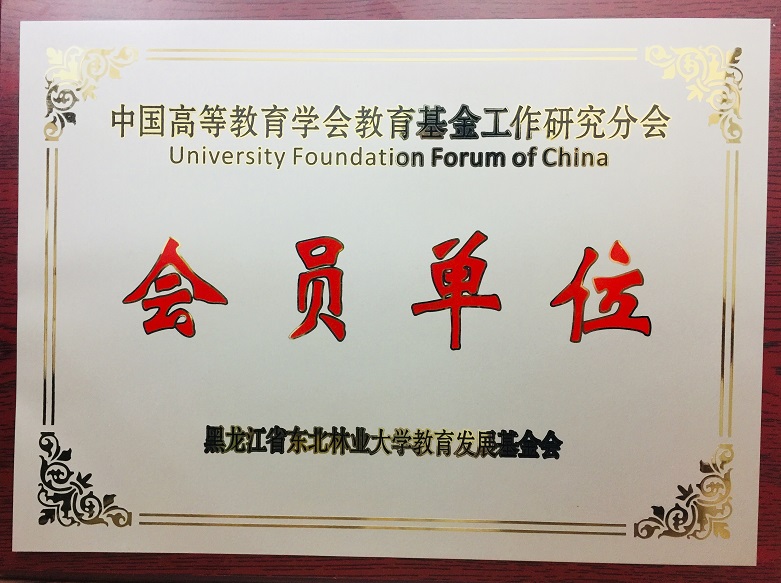 中国高等教育学会教育基金工作研究分会
University Foundation Forum of China
会员单位
黑龙江省东北林业大学教育发展基金会